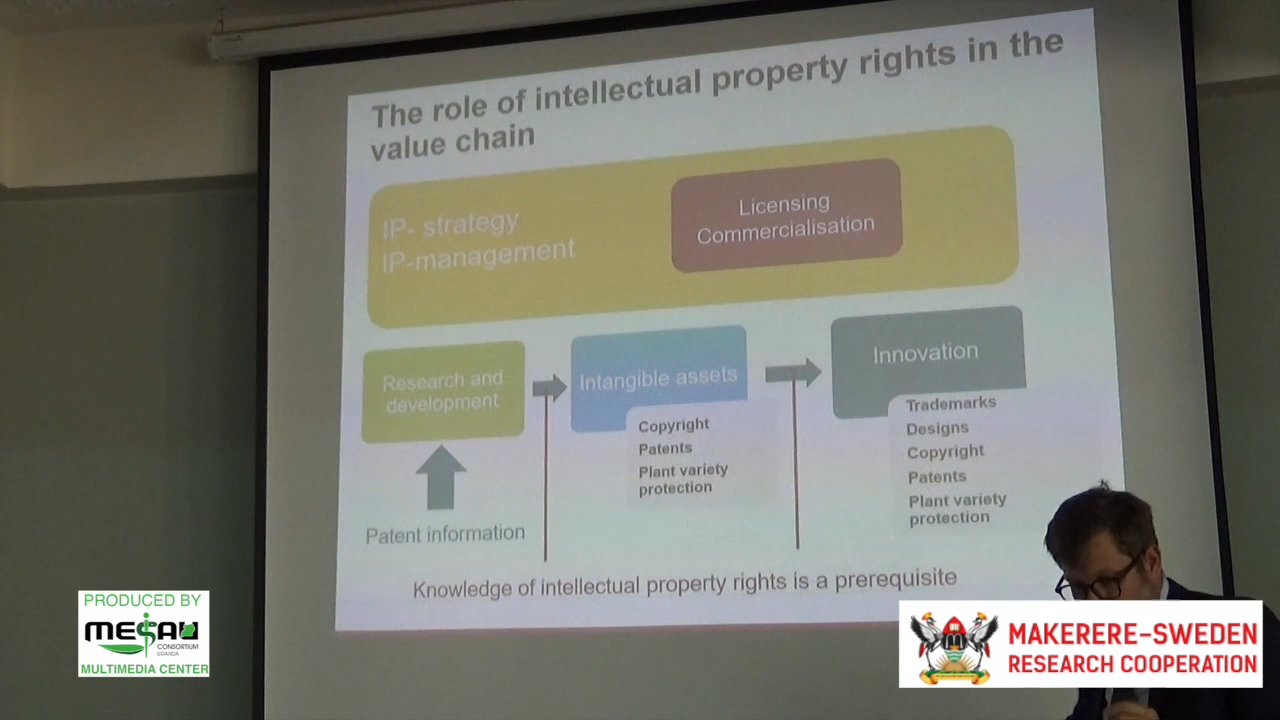 The role of intellectual property rights in the
value chain
IP- strategy
IP-management
Licensing
Commercialisation
Research and
development
Intangible assets
Innovation
Copyright
Patents
Plant variety
protection
Trademarks
Designs
Copyright
Patents
Plant variety
protection
Patent information
Knowledge of intellectual property rights is a prerequisite
PRODUCED BY
MESAU
CONSORTIUM
UGANDA
MULTIMEDIA CENTER
MAKERERE-SWEDEN
RESEARCH COOPERATION